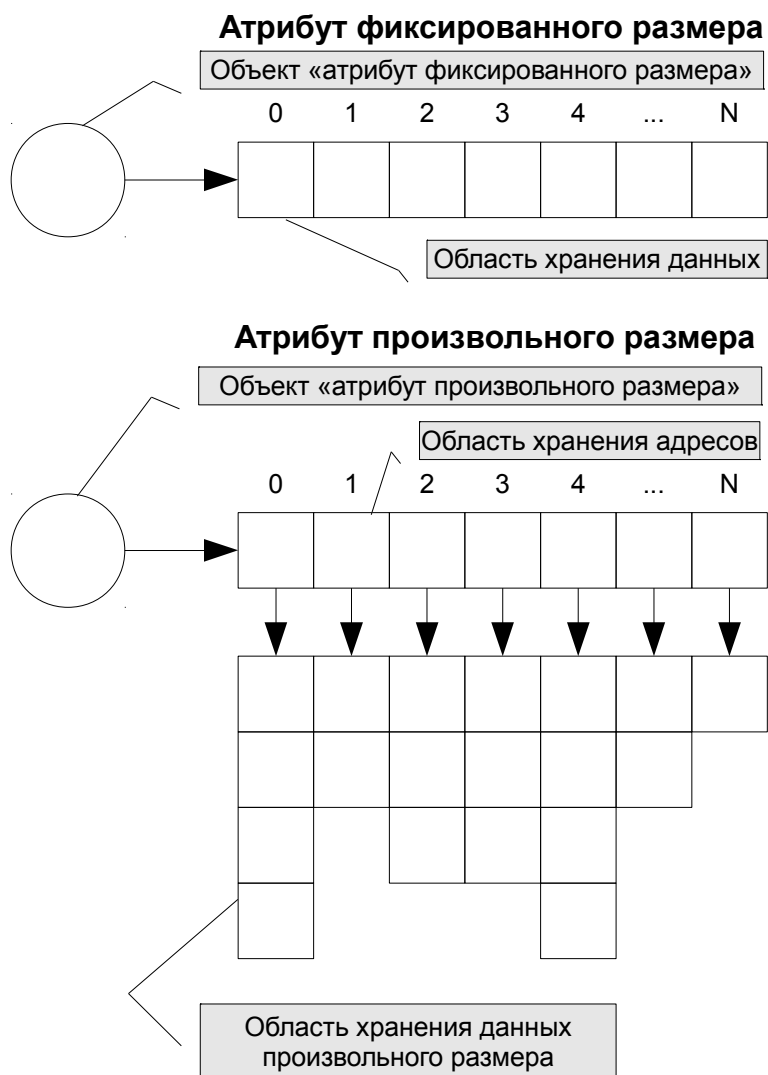 Атрибут фиксированного размера
Объект «атрибут фиксированного размера»
0 1 2 3 4 ... N
Область хранения данных
Атрибут произвольного размера
Объект «атрибут произвольного размера»
Область хранения адресов
0 1 2 3 4 ... N
Область хранения данных
произвольного размера